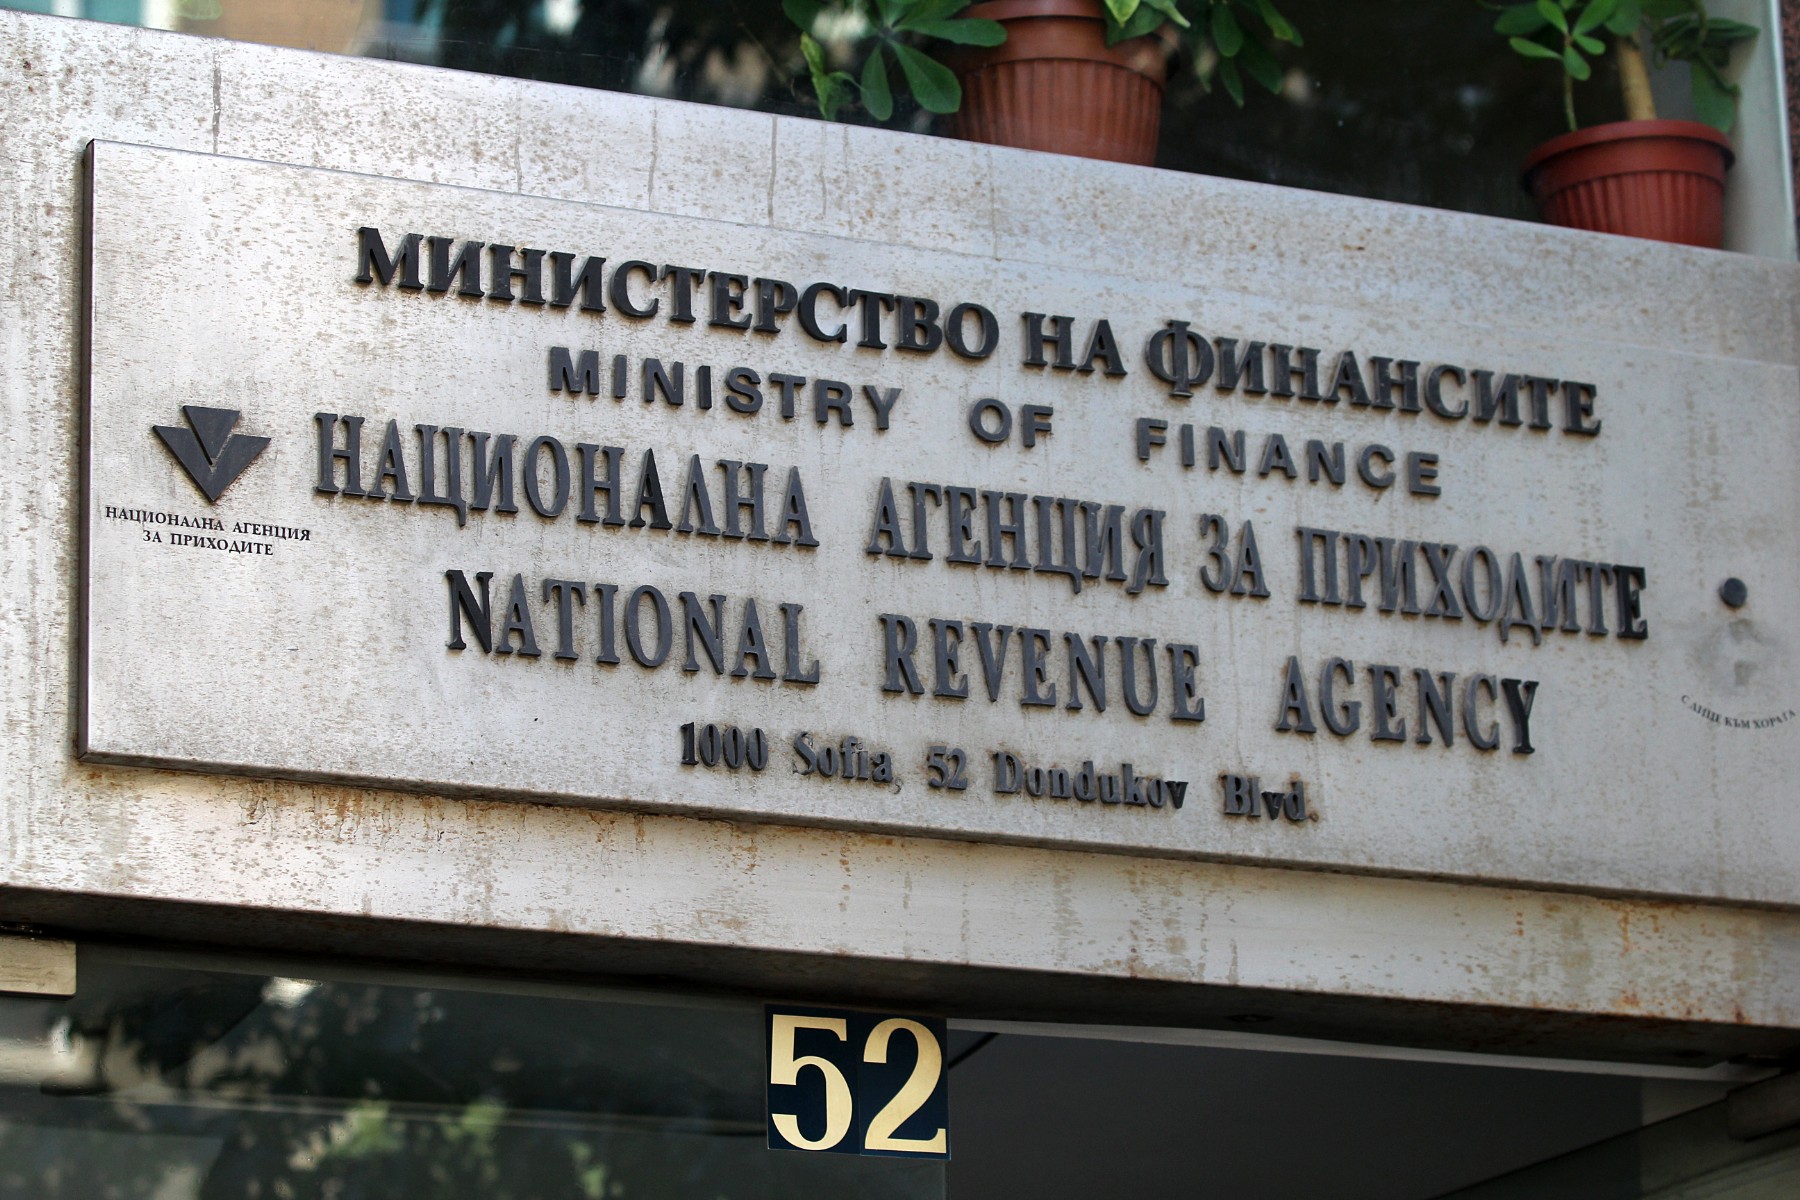 МИНИСТЕРСТВО НА ФИНАНСИТЕ
MINISTRY OF FINANCE
НАЦИОНАЛНА АГЕНЦИЯ ЗА ПРИХОДИТЕ
NATIONAL REVENUE AGENCY
1000 Sofia, 52 Dondukov Blvd.
НАЦИОНАЛНА АГЕНЦИЯ
ЗА ПРИХОДИТЕ
С ЛИЦЕ КЪМ ХОРАТА
52